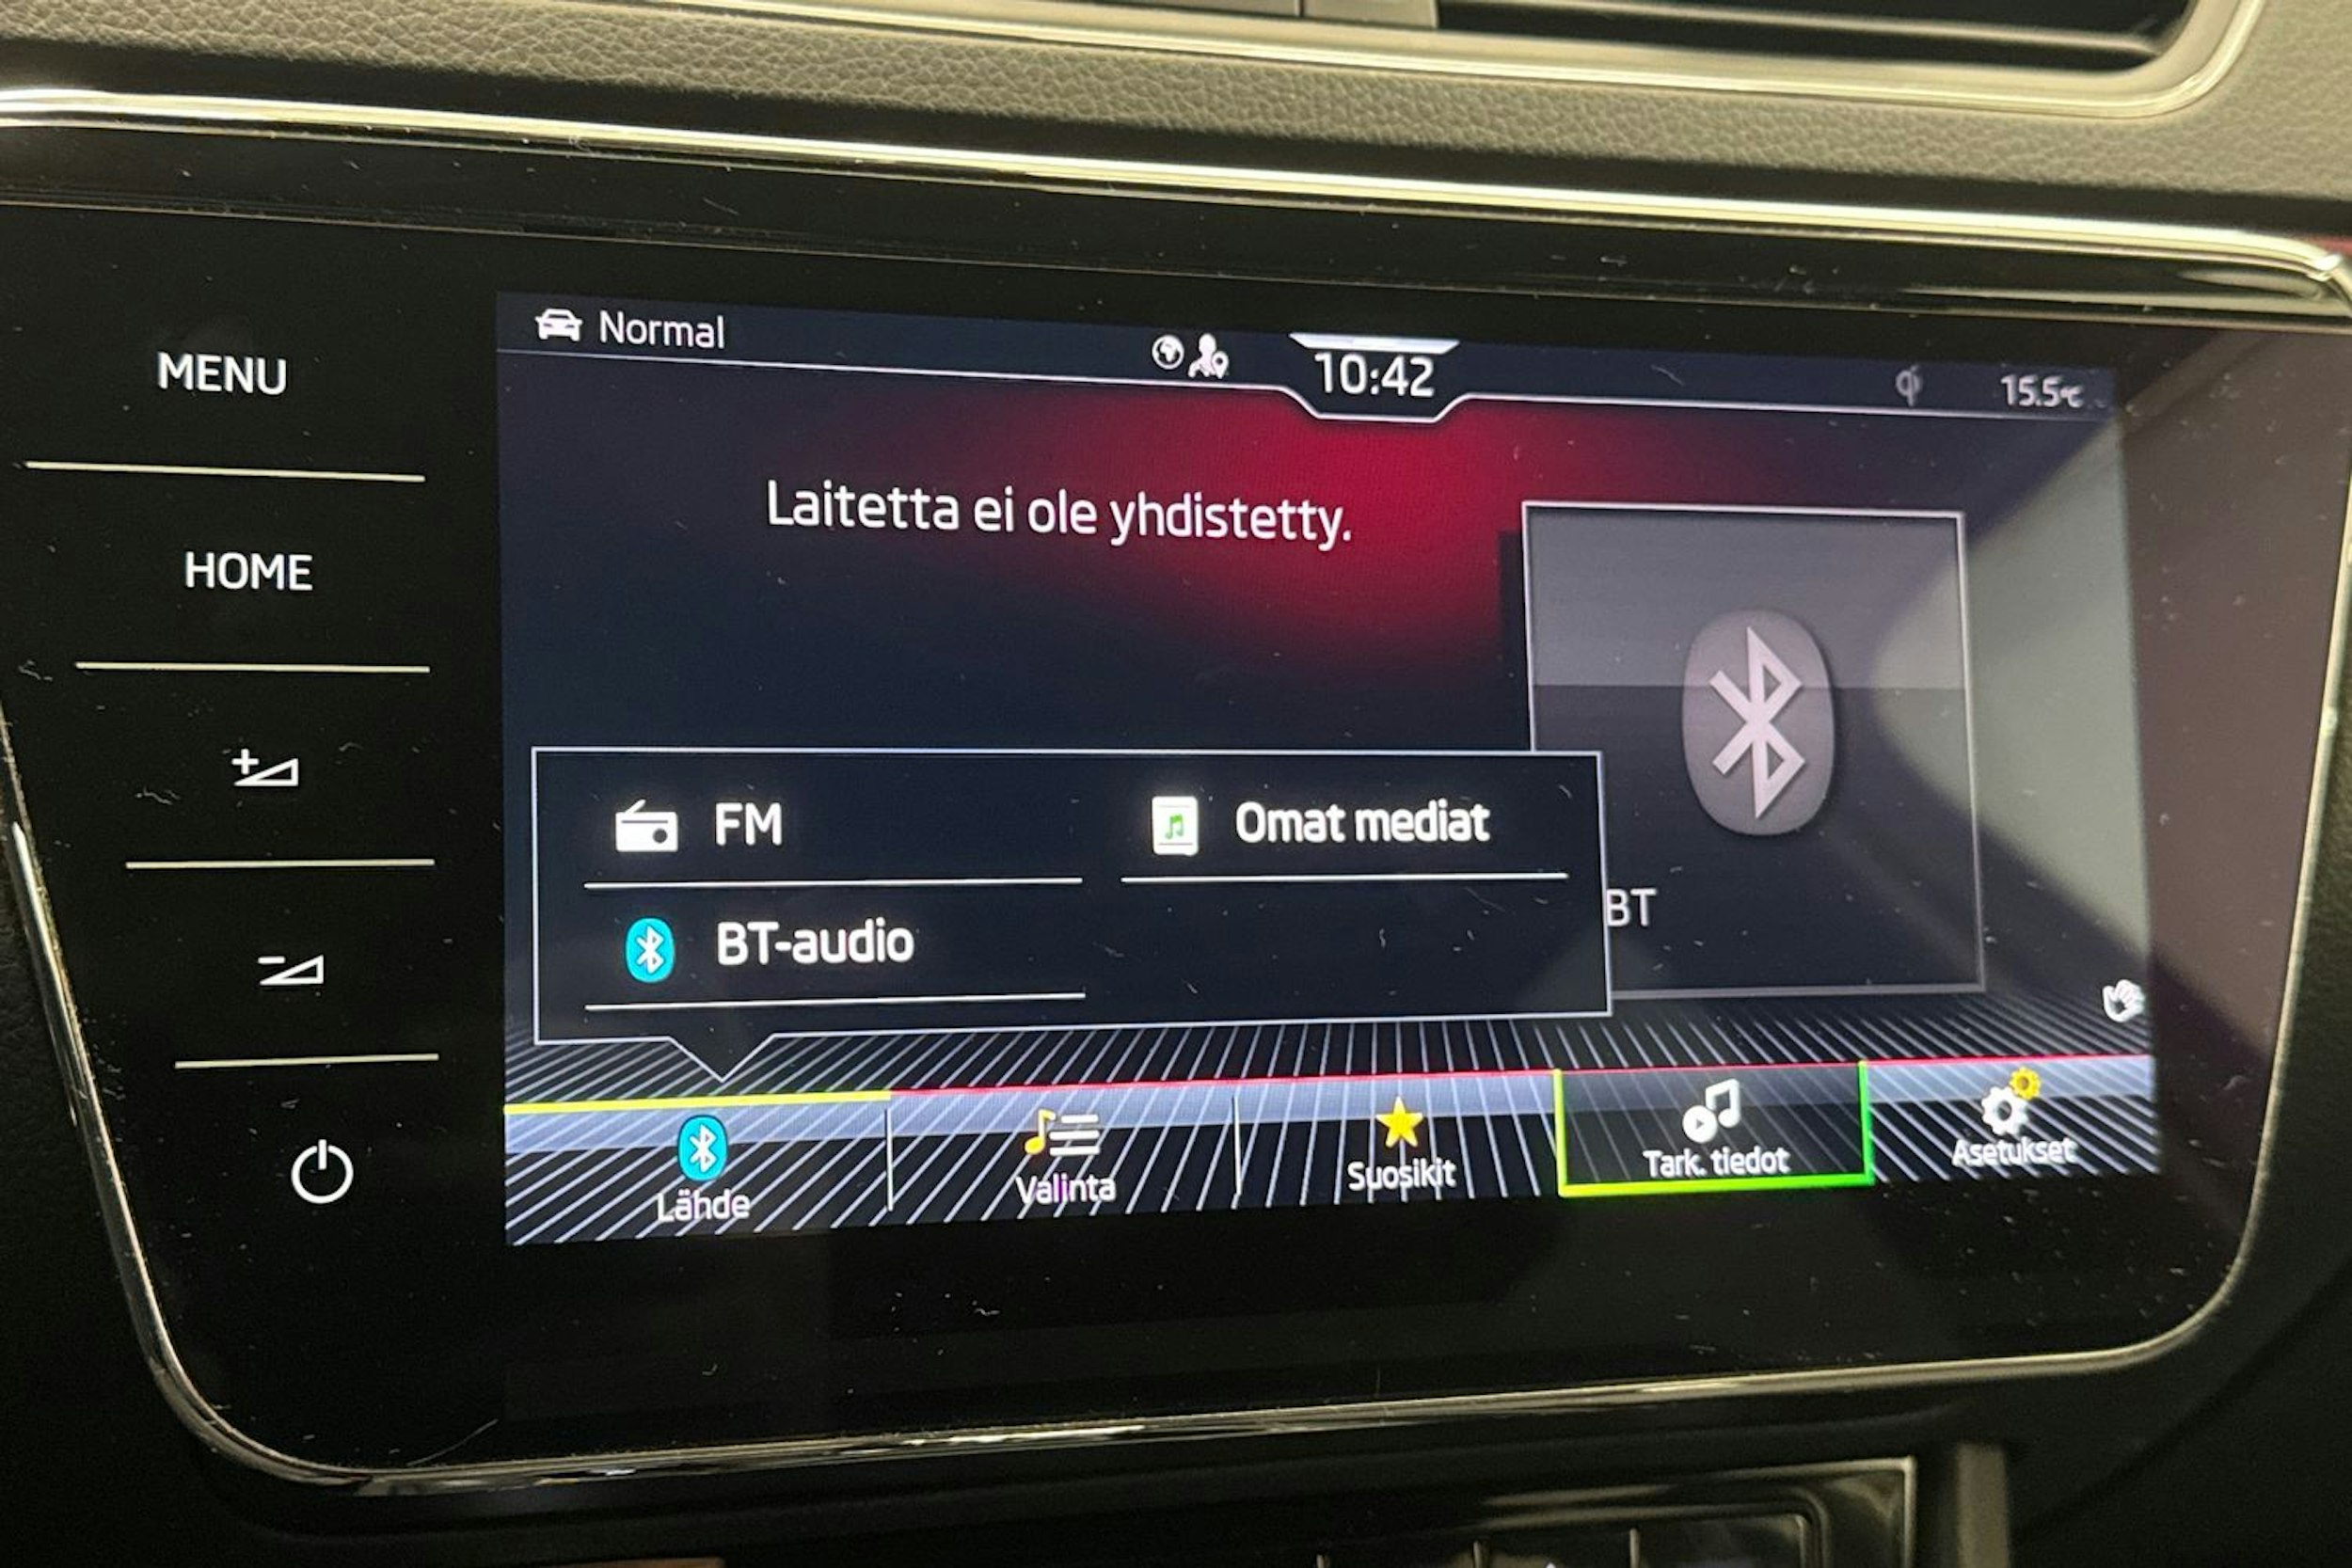 Normal
10:42
15.5°C
MENU
HOME
Laitetta ei ole yhdistetty.
FM
Omat mediat
BT-audio
BT
Lähde
Valinta
Suosikit
Tark. tiedot
Asetukset